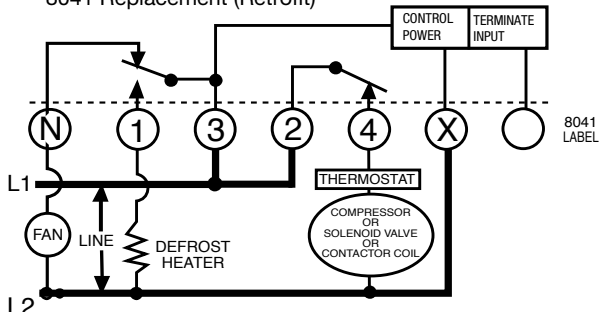 8041 Replacement (Retrofit)
CONTROL POWER
TERMINATE INPUT
N 1 3 2 4 X
8041 LABEL
L1
THERMOSTAT
FAN
LINE
DEFROST HEATER
COMPRESSOR
OR
SOLENOID VALVE
OR
CONTACTOR COIL
L2